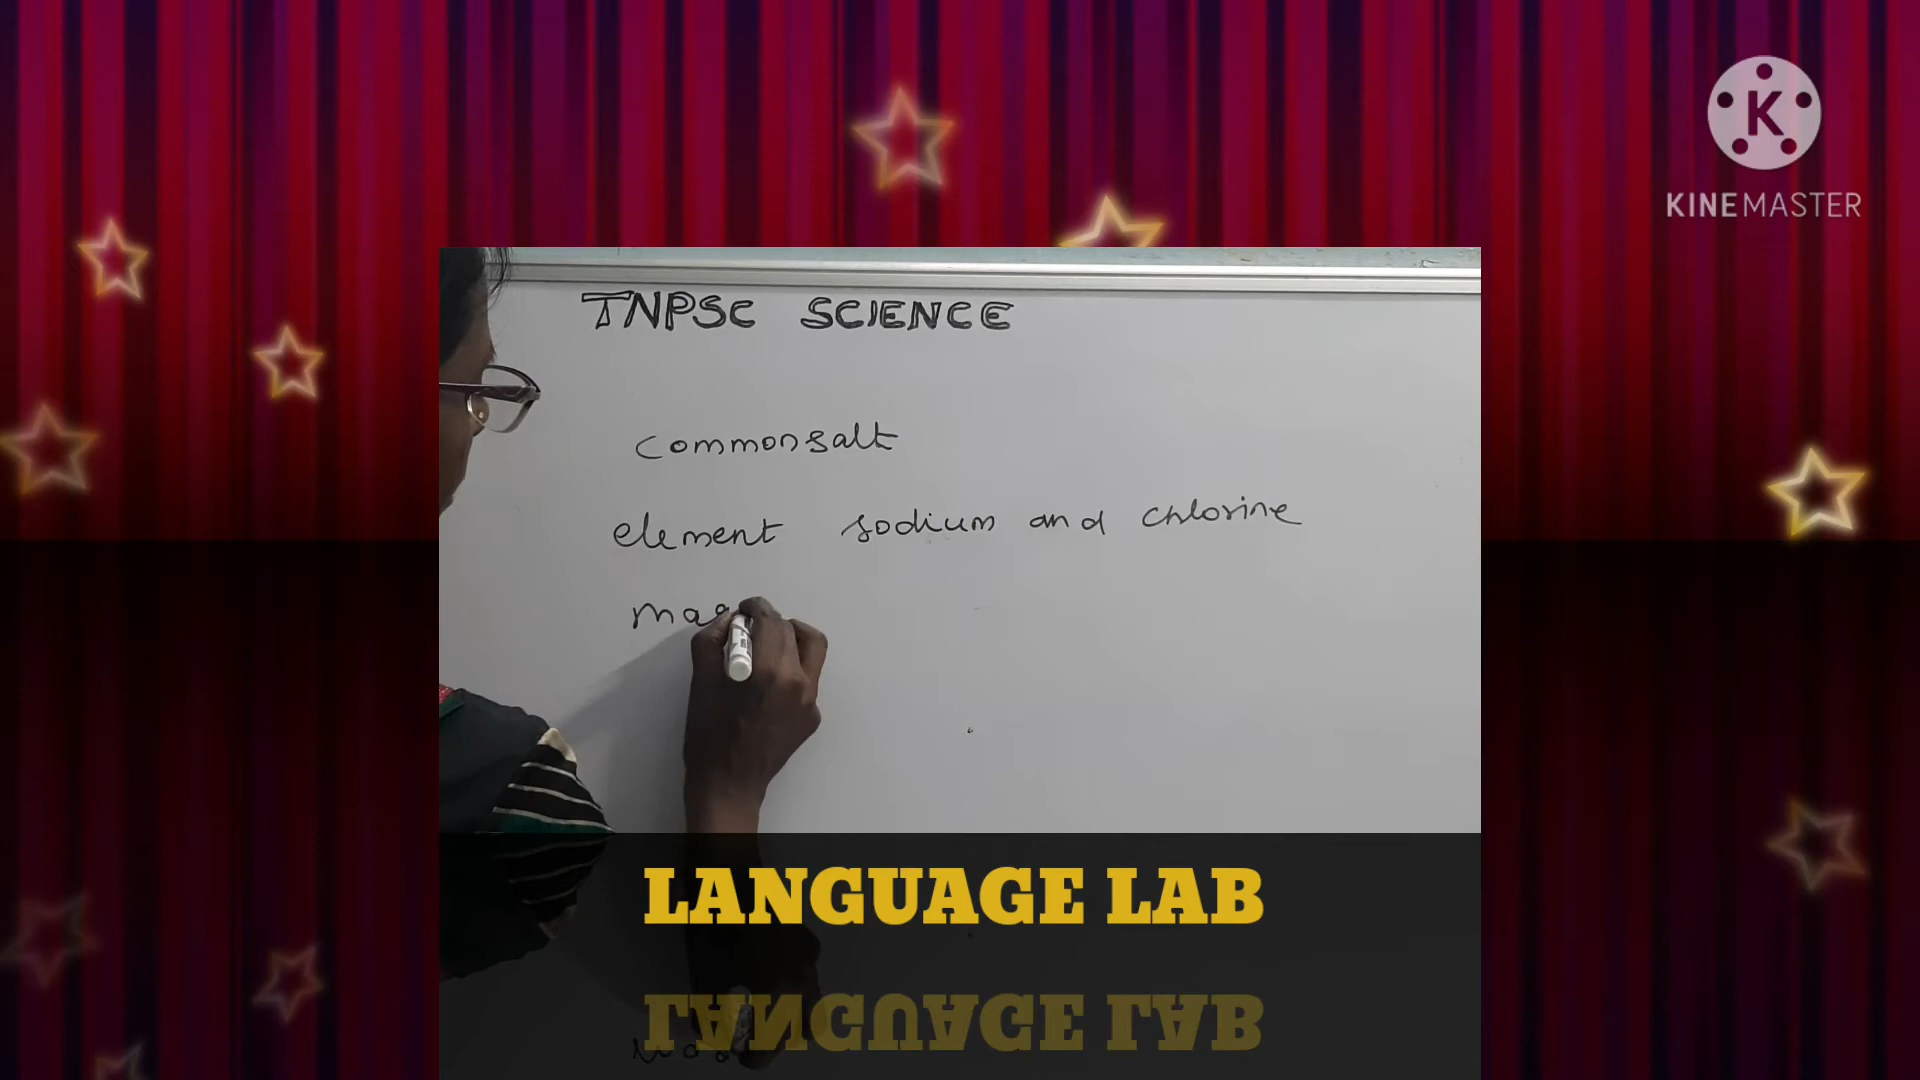 K
KINEMASTER
TNPSC SCIENCE
commonsalt
element sodium and chlorine
LANGUAGE LAB